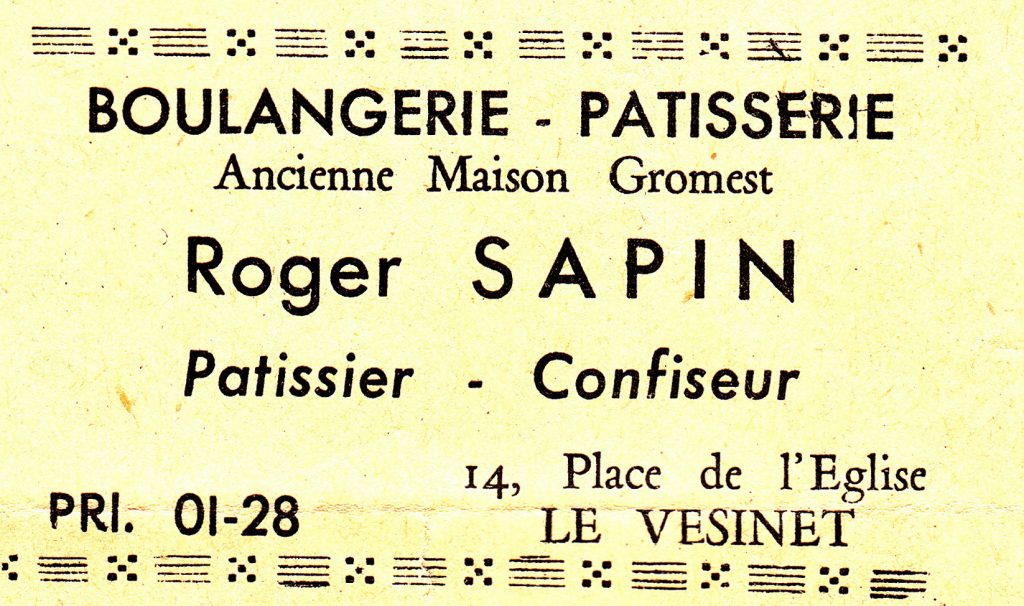 BOULANGERIE - PATISSERIE
Ancienne Maison Gromest
Roger SAPIN
Patissier - Confiseur
14, Place de l'Eglise
PRI. 01-28
LE VESINET